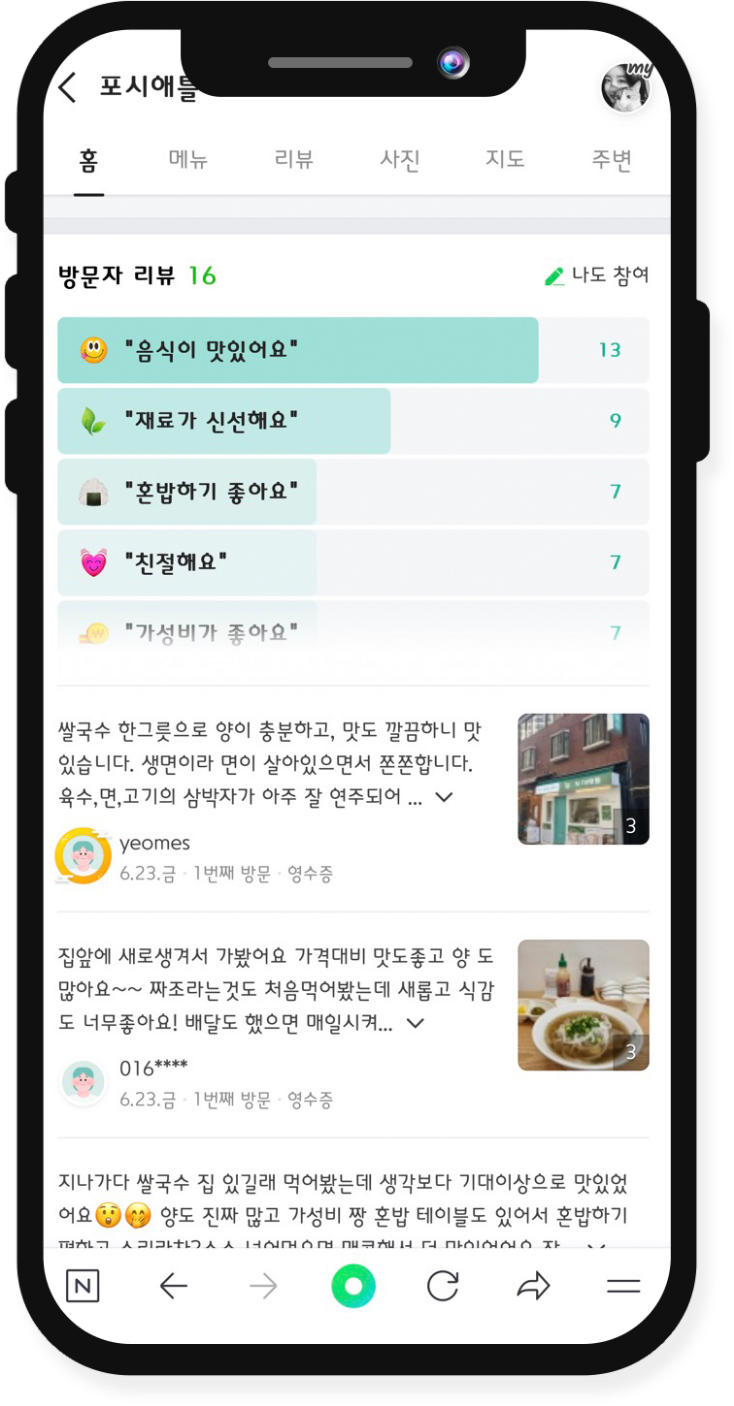 포시애틀
my
홈 메뉴 리뷰 사진 지도 주변
방문자 리뷰 16
나도 참여
"음식이 맛있어요" 13
"재료가 신선해요" 9
"혼밥하기 좋아요" 7
"친절해요" 7
"가성비가 좋아요" 7
쌀국수 한그릇으로 양이 충분하고, 맛도 깔끔하니 맛
있습니다. 생면이라 면이 살아있으면서 쫀쫀합니다.
육수,면,고기의 삼박자가 아주 잘 연주되어 ...
3
yeomes
6.23.금 · 1번째 방문 · 영수증
집앞에 새로생겨서 가봤어요 가격대비 맛도좋고 양 도
많아요~~ 짜조라는것도 처음먹어봤는데 새롭고 식감
도 너무좋아요! 배달도 했으면 매일시켜...
3
016****
6.23.금 · 1번째 방문 · 영수증
지나가다 쌀국수 집 있길래 먹어봤는데 생각보다 기대이상으로 맛있었
어요😲🤭 양도 진짜 많고 가성비 짱 혼밥 테이블도 있어서 혼밥하기
N